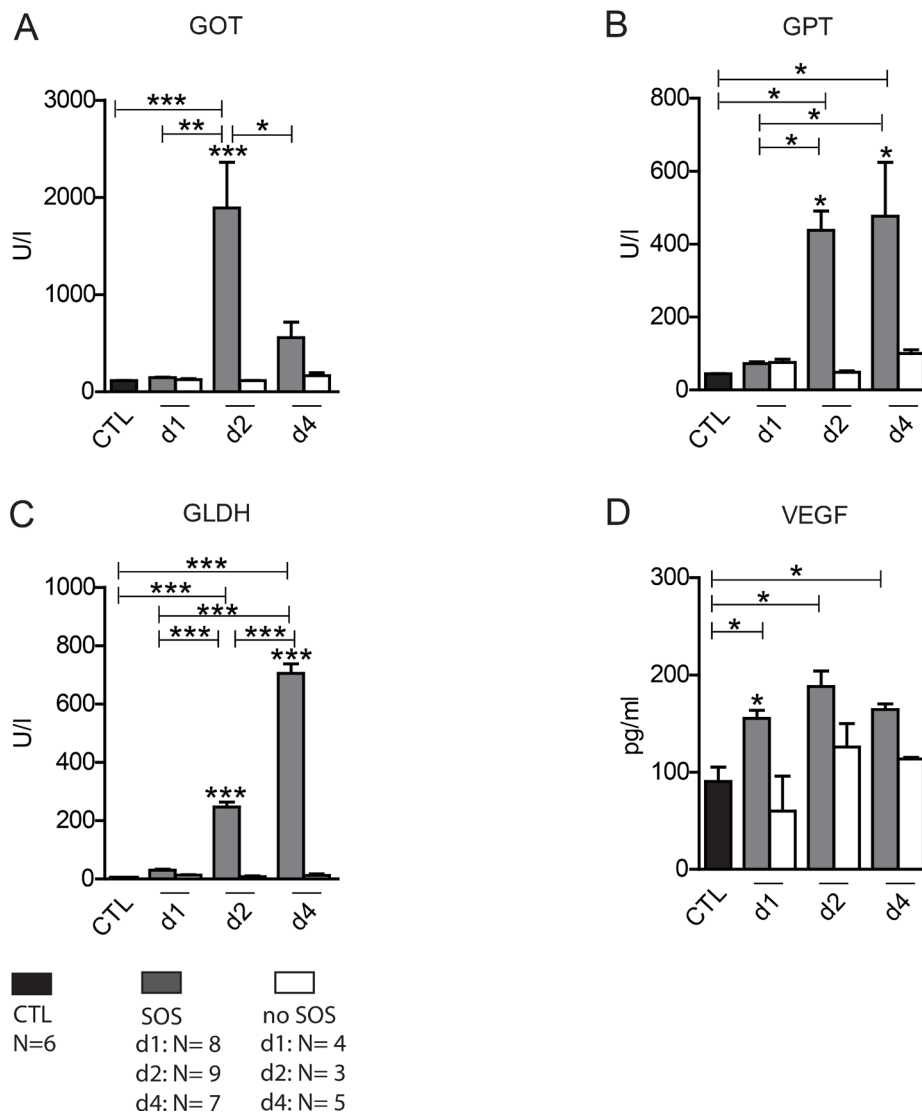 A
GOT
3000
2000
1000
0
U/l
***
** *
***
CTL
d1
d2
d4
B
GPT
800
600
400
200
0
U/l
*
*
*
*
*
*
CTL
d1
d2
d4
C
GLDH
1000
800
600
400
200
0
U/l
***
***
***
*** ***
***
***
CTL
d1
d2
d4
D
VEGF
300
200
100
0
pg/ml
*
*
*
*
CTL
d1
d2
d4
CTL
N=6
SOS
d1: N= 8
d2: N= 9
d4: N= 7
no SOS
d1: N= 4
d2: N= 3
d4: N= 5